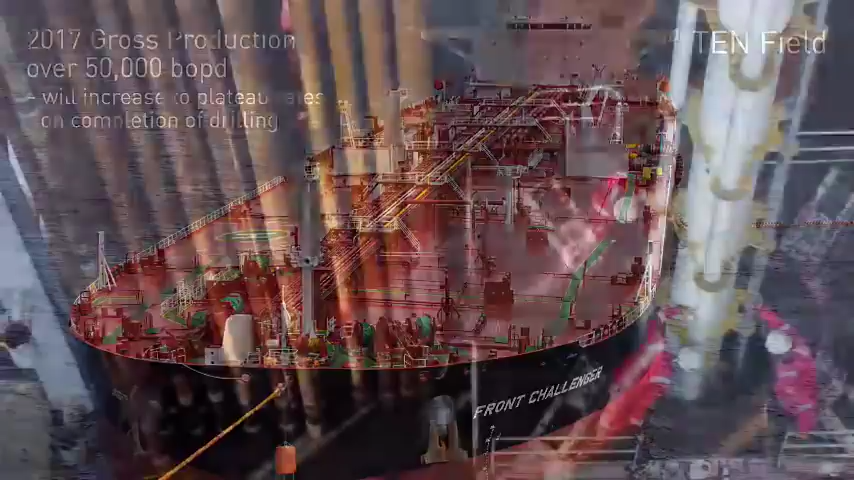 2017 Gross Production
TEN Field
over 50,000 bopd
- will increase to plateau rates
on completion of drilling
FRONT CHALLENGER